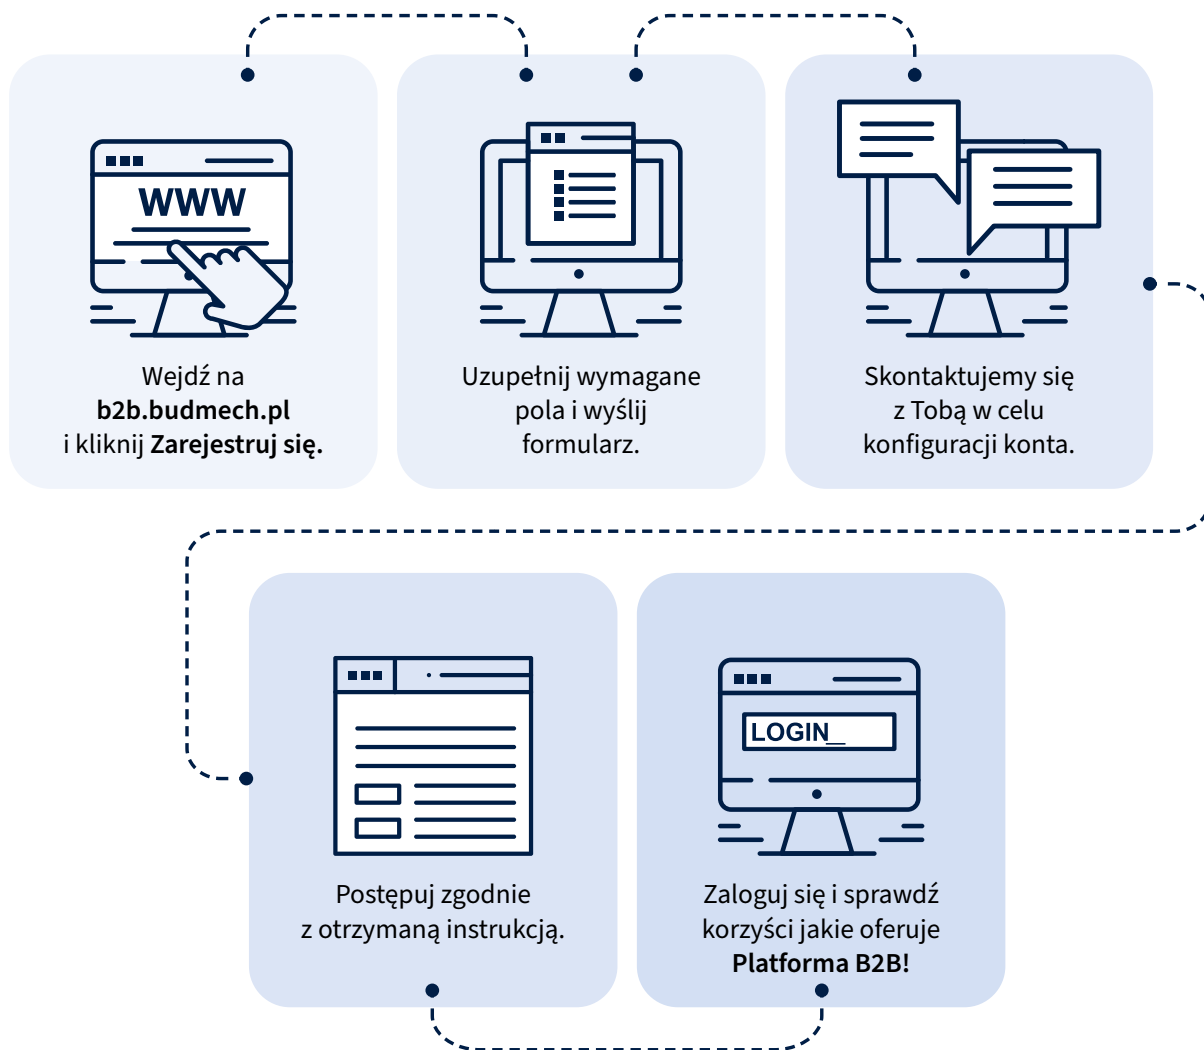 WWW
Wejdź na
b2b.budmech.pl
i kliknij Zarejestruj się.
Uzupełnij wymagane
pola i wyślij
formularz.
Skontaktujemy się
z Tobą w celu
konfiguracji konta.
Postępuj zgodnie
z otrzymaną instrukcją.
LOGIN_
Zaloguj się i sprawdź
korzyści jakie oferuje
Platforma B2B!